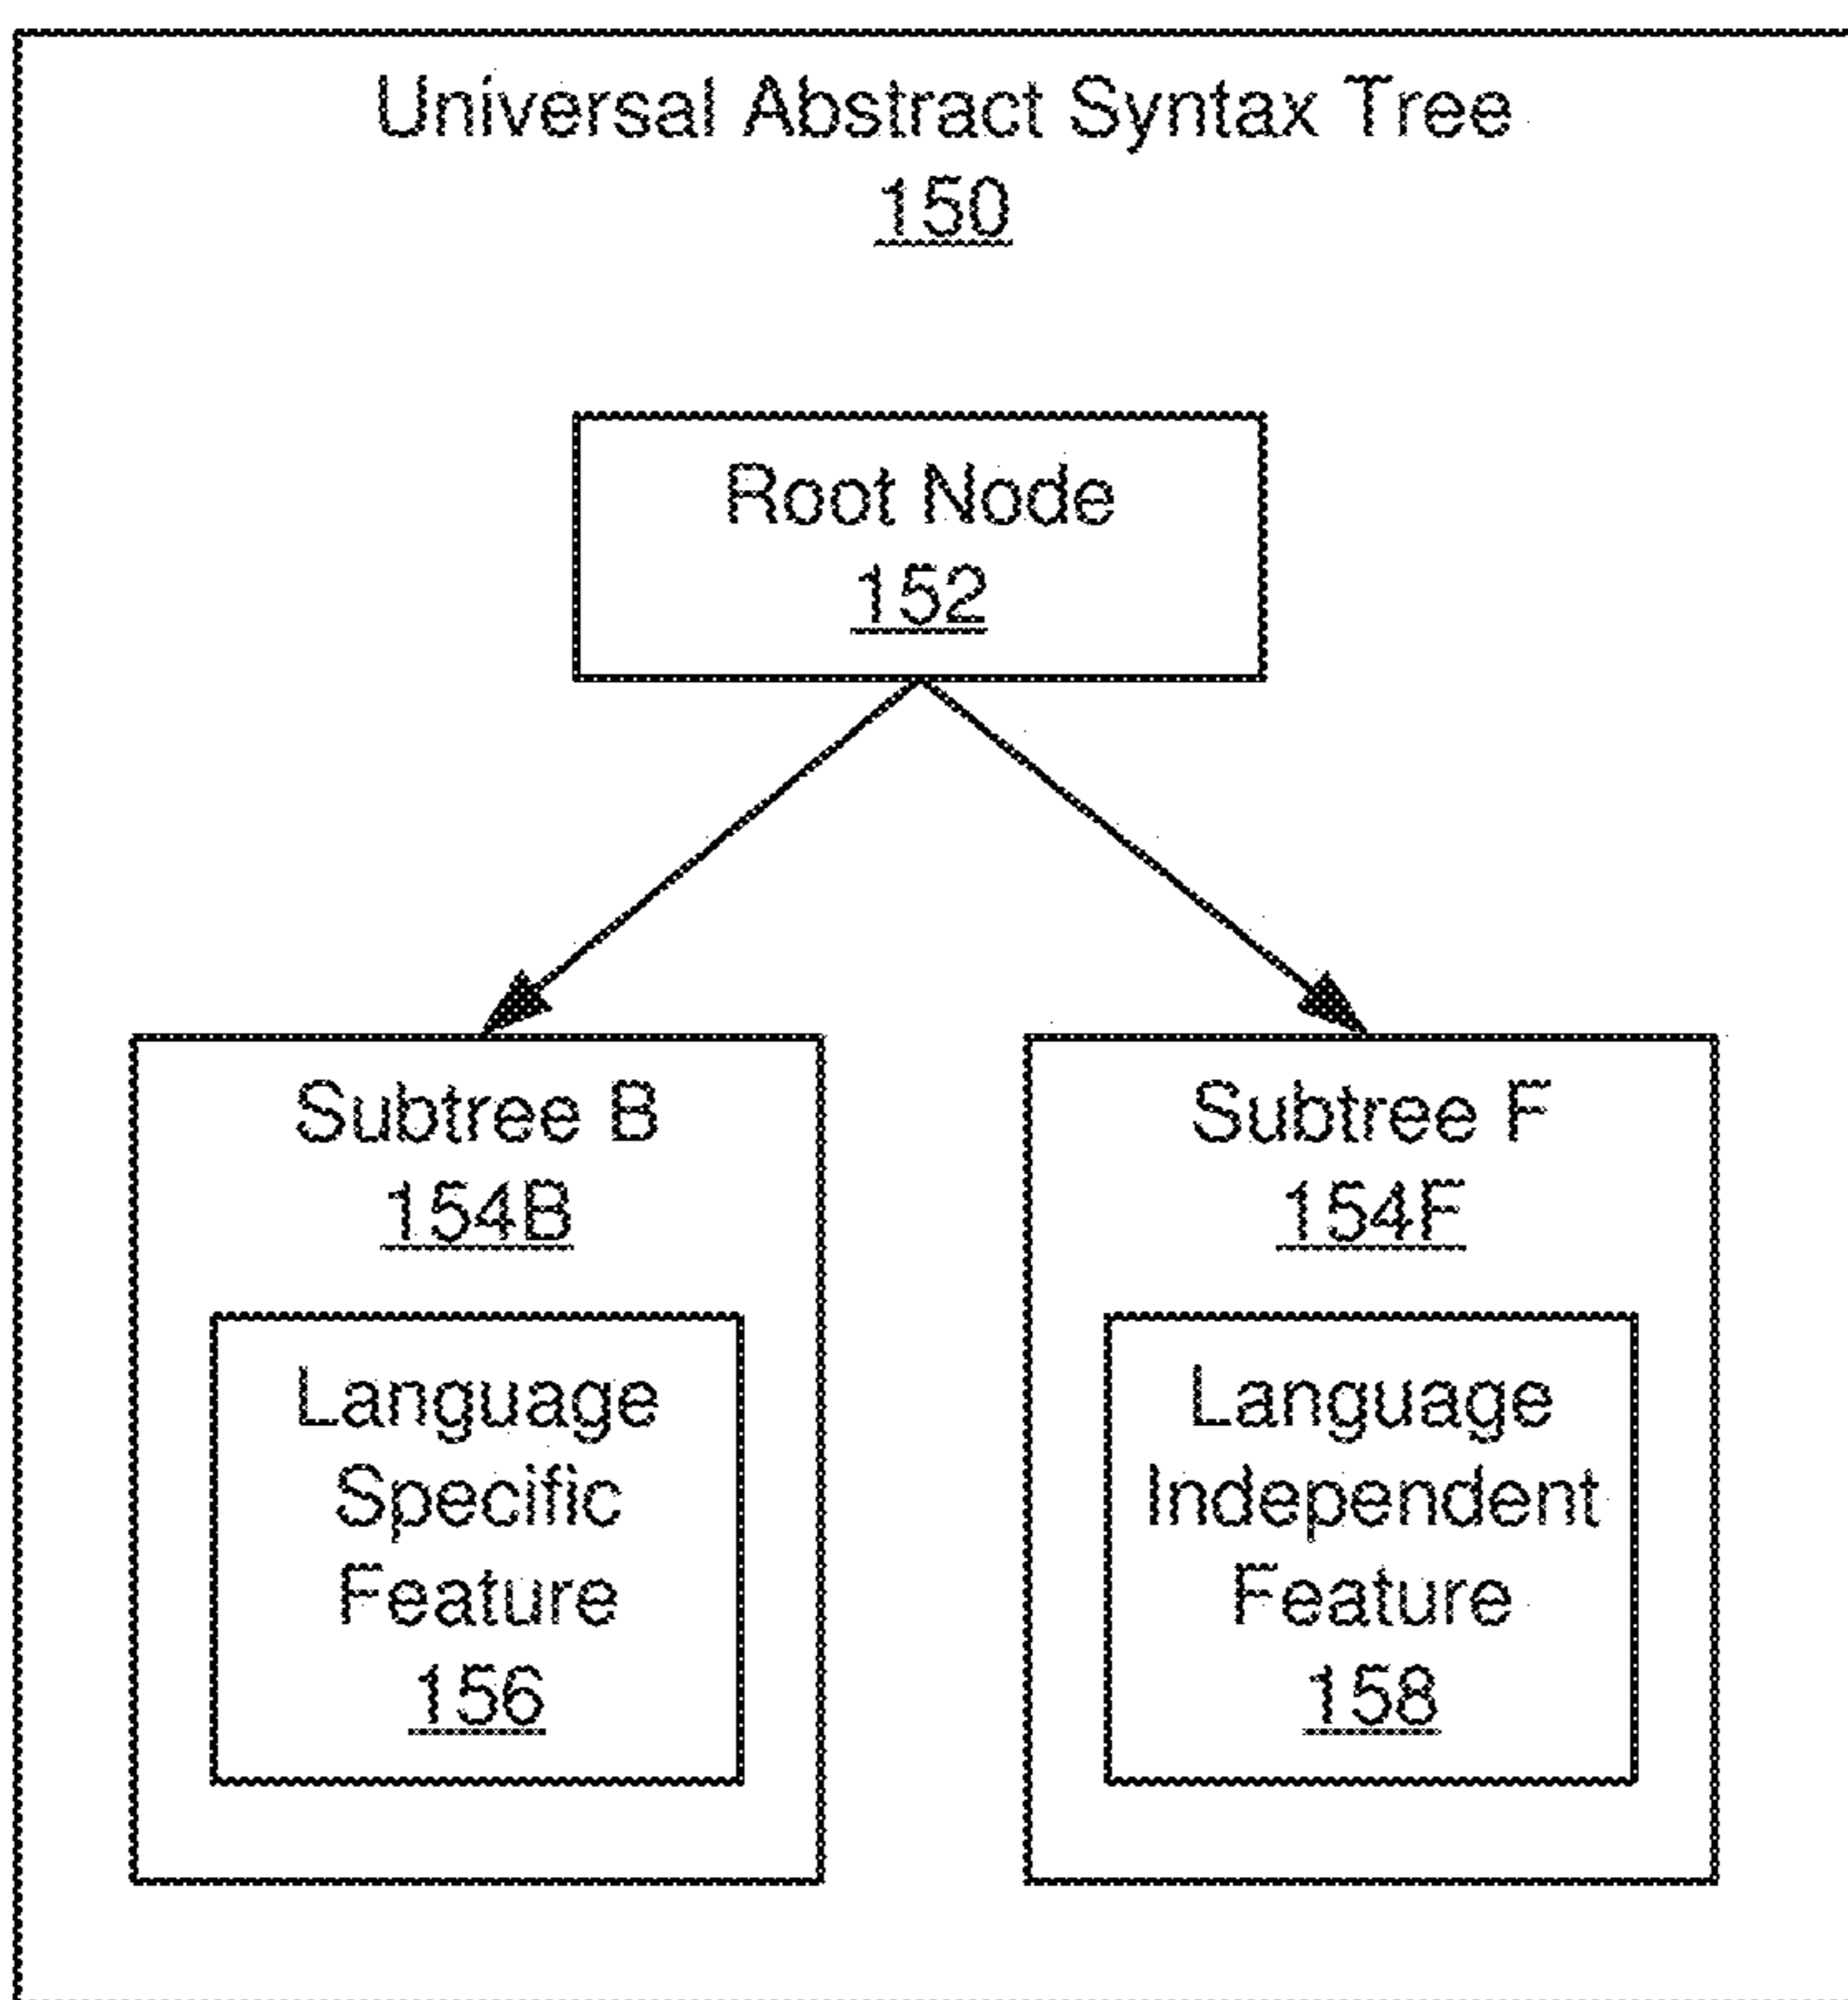 Universal Abstract Syntax Tree
150
Root Node
152
Subtree B
154B
Language
Specific
Feature
156
Subtree F
154F
Language
Independent
Feature
158